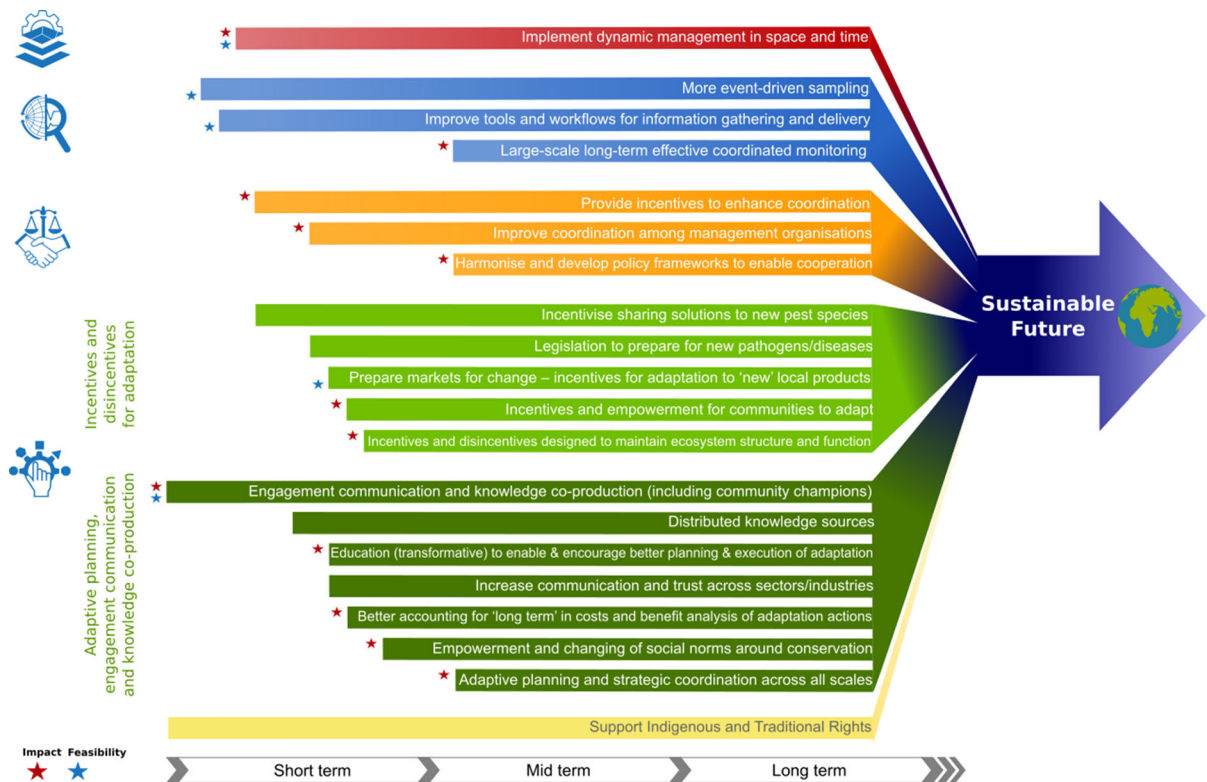 Implement dynamic management in space and time
More event-driven sampling
Improve tools and workflows for information gathering and delivery
Large-scale long-term effective coordinated monitoring
Provide incentives to enhance coordination
Improve coordination among management organisations
Harmonise and develop policy frameworks to enable cooperation
Sustainable
Future
Incentives and
disincentives
for adaptation
Incentivise sharing solutions to new pest species
Legislation to prepare for new pathogens/diseases
Prepare markets for change – incentives for adaptation to ‘new’ local products
Incentives and empowerment for communities to adapt
Incentives and disincentives designed to maintain ecosystem structure and function
Adaptive planning,
engagement communication
and knowledge co-production
Engagement communication and knowledge co-production (including community champions)
Distributed knowledge sources
Education (transformative) to enable & encourage better planning & execution of adaptation
Increase communication and trust across sectors/industries
Better accounting for ‘long term’ in costs and benefit analysis of adaptation actions
Empowerment and changing of social norms around conservation
Adaptive planning and strategic coordination across all scales
Support Indigenous and Traditional Rights
Impact Feasibility
Short term
Mid term
Long term